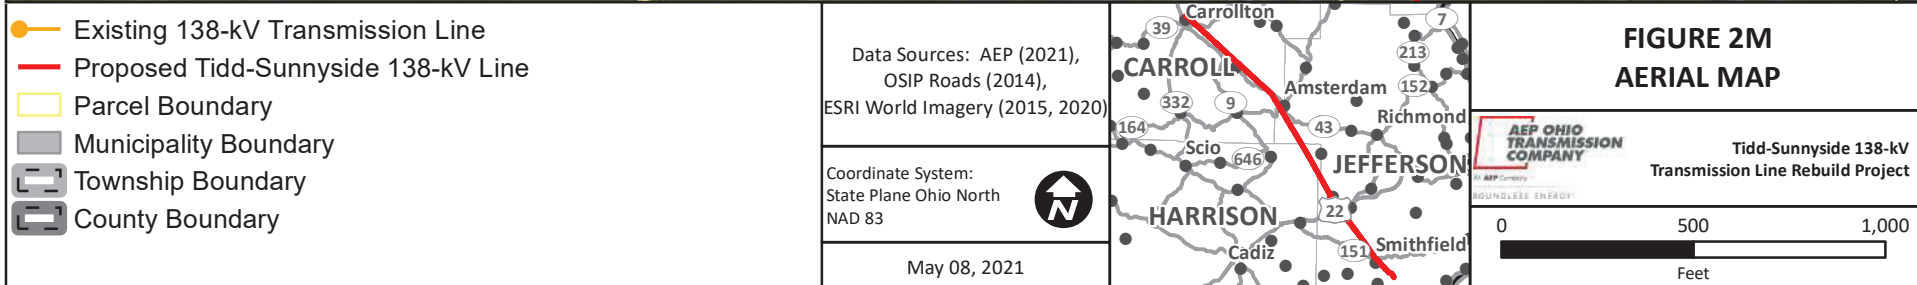 Existing 138-kV Transmission Line
Proposed Tidd-Sunnyside 138-kV Line
Parcel Boundary
Municipality Boundary
Township Boundary
County Boundary
Data Sources: AEP (2021),
OSIP Roads (2014),
ESRI World Imagery (2015, 2020)
Coordinate System:
State Plane Ohio North
NAD 83
N
May 08, 2021
Carrollton
7
39
213
CARROLL
Amsterdam
152
332
9
Richmond
164
43
Scio
646
JEFFERSON
HARRISON
22
Cadiz
151
Smithfield
FIGURE 2M
AERIAL MAP
AEP OHIO
TRANSMISSION
COMPANY
An AEP Company
BOUNDLESS ENERGY
Tidd-Sunnyside 138-kV
Transmission Line Rebuild Project
0 500 1,000
Feet